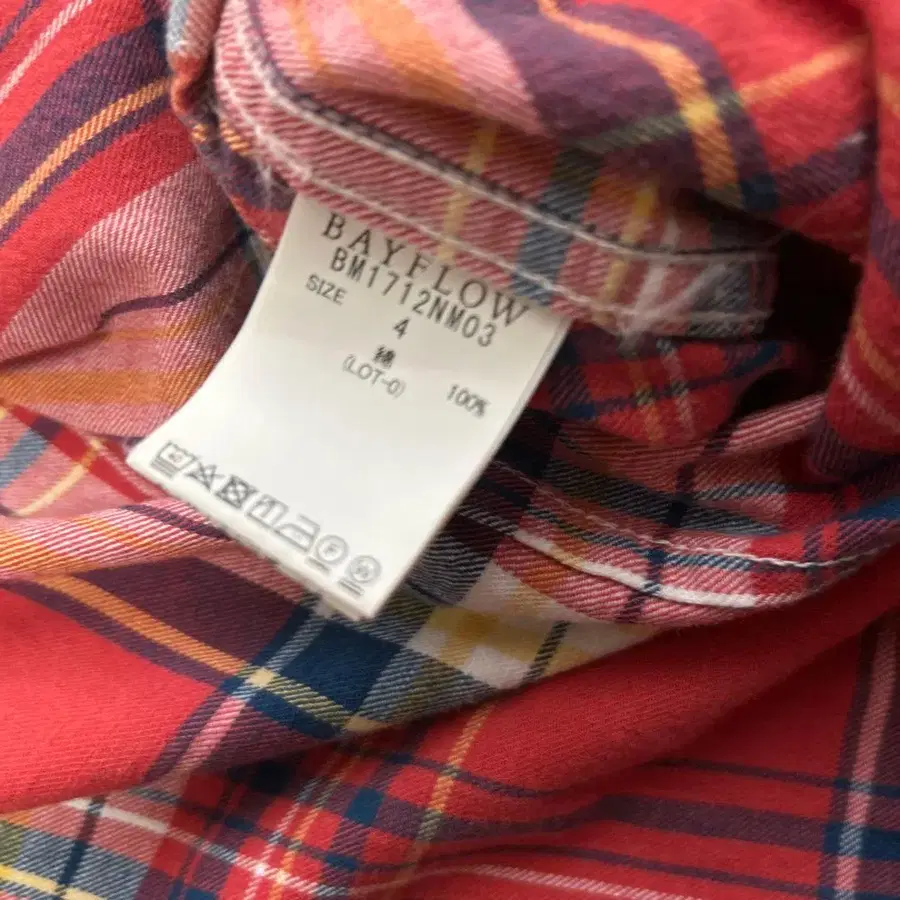 BAYFLOW
BM1712NM03
SIZE
4
綿 100%
(LOT-0)